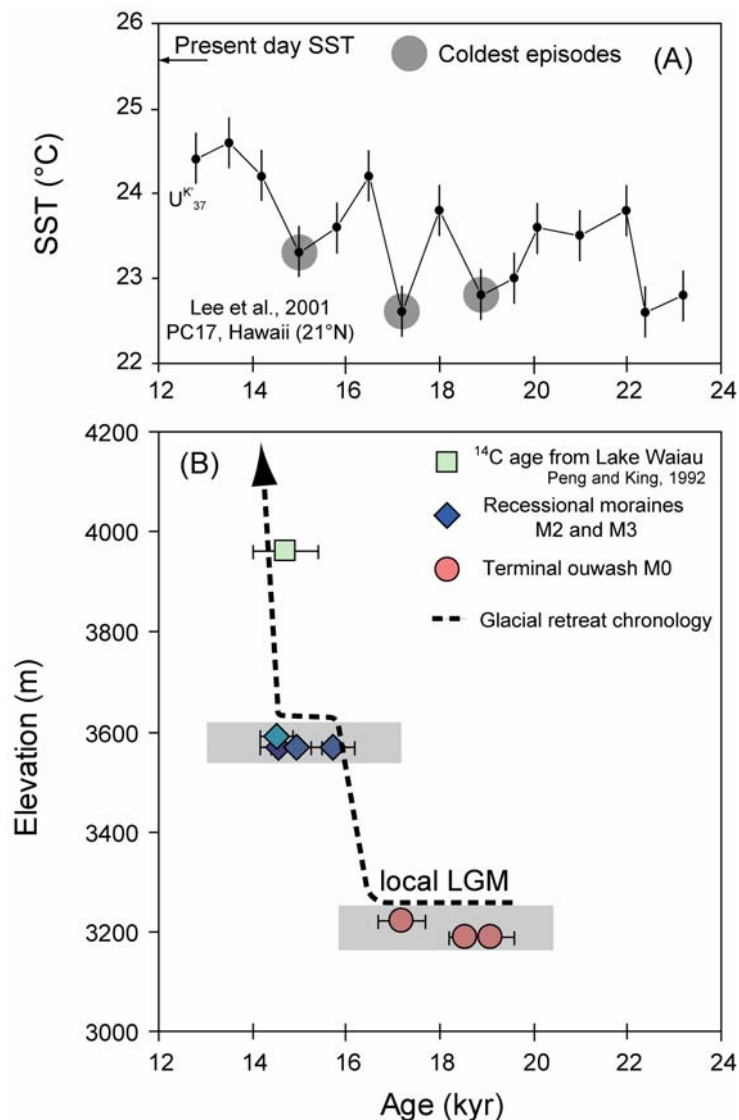 26
Present day SST
Coldest episodes
(A)
25
SST (°C)
24
U^K'_37
23
Lee et al., 2001
PC17, Hawaii (21°N)
22
12 14 16 18 20 22 24
4200
(B)
¹⁴C age from Lake Waiau
Peng and King, 1992
Recessional moraines
M2 and M3
4000
Terminal ouwash M0
Glacial retreat chronology
3800
Elevation (m)
3600
3400
local LGM
3200
3000
12 14 16 18 20 22 24
Age (kyr)